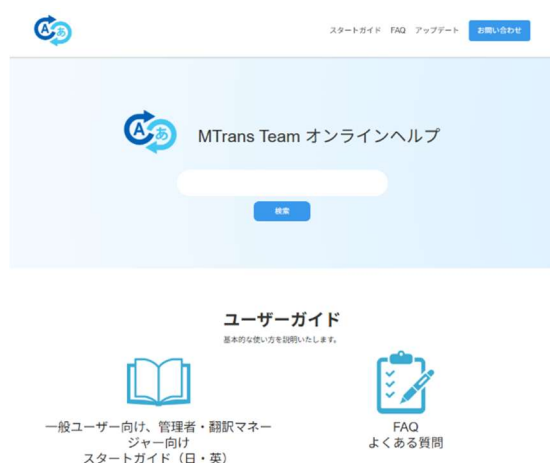 Aあ
スタートガイド FAQ アップデート お問い合わせ
Aあ
MTrans Team オンラインヘルプ
検索
ユーザーガイド
基本的な使い方を説明いたします。
一般ユーザー向け、管理者・翻訳マネー
ジャー向け
スタートガイド（日・英）
FAQ
よくある質問